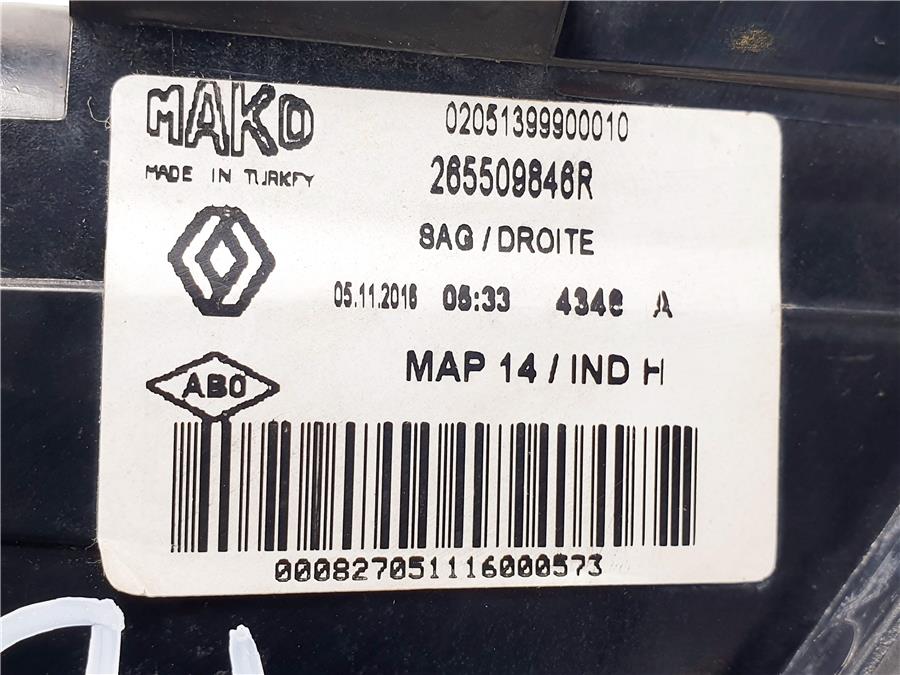 MAKO
MADE IN TURKEY
02051399900010
265509846R
SAG / DROITE
05.11.2016 05:33 4346 A
ABO
MAP 14 / IND H
000827051116000573